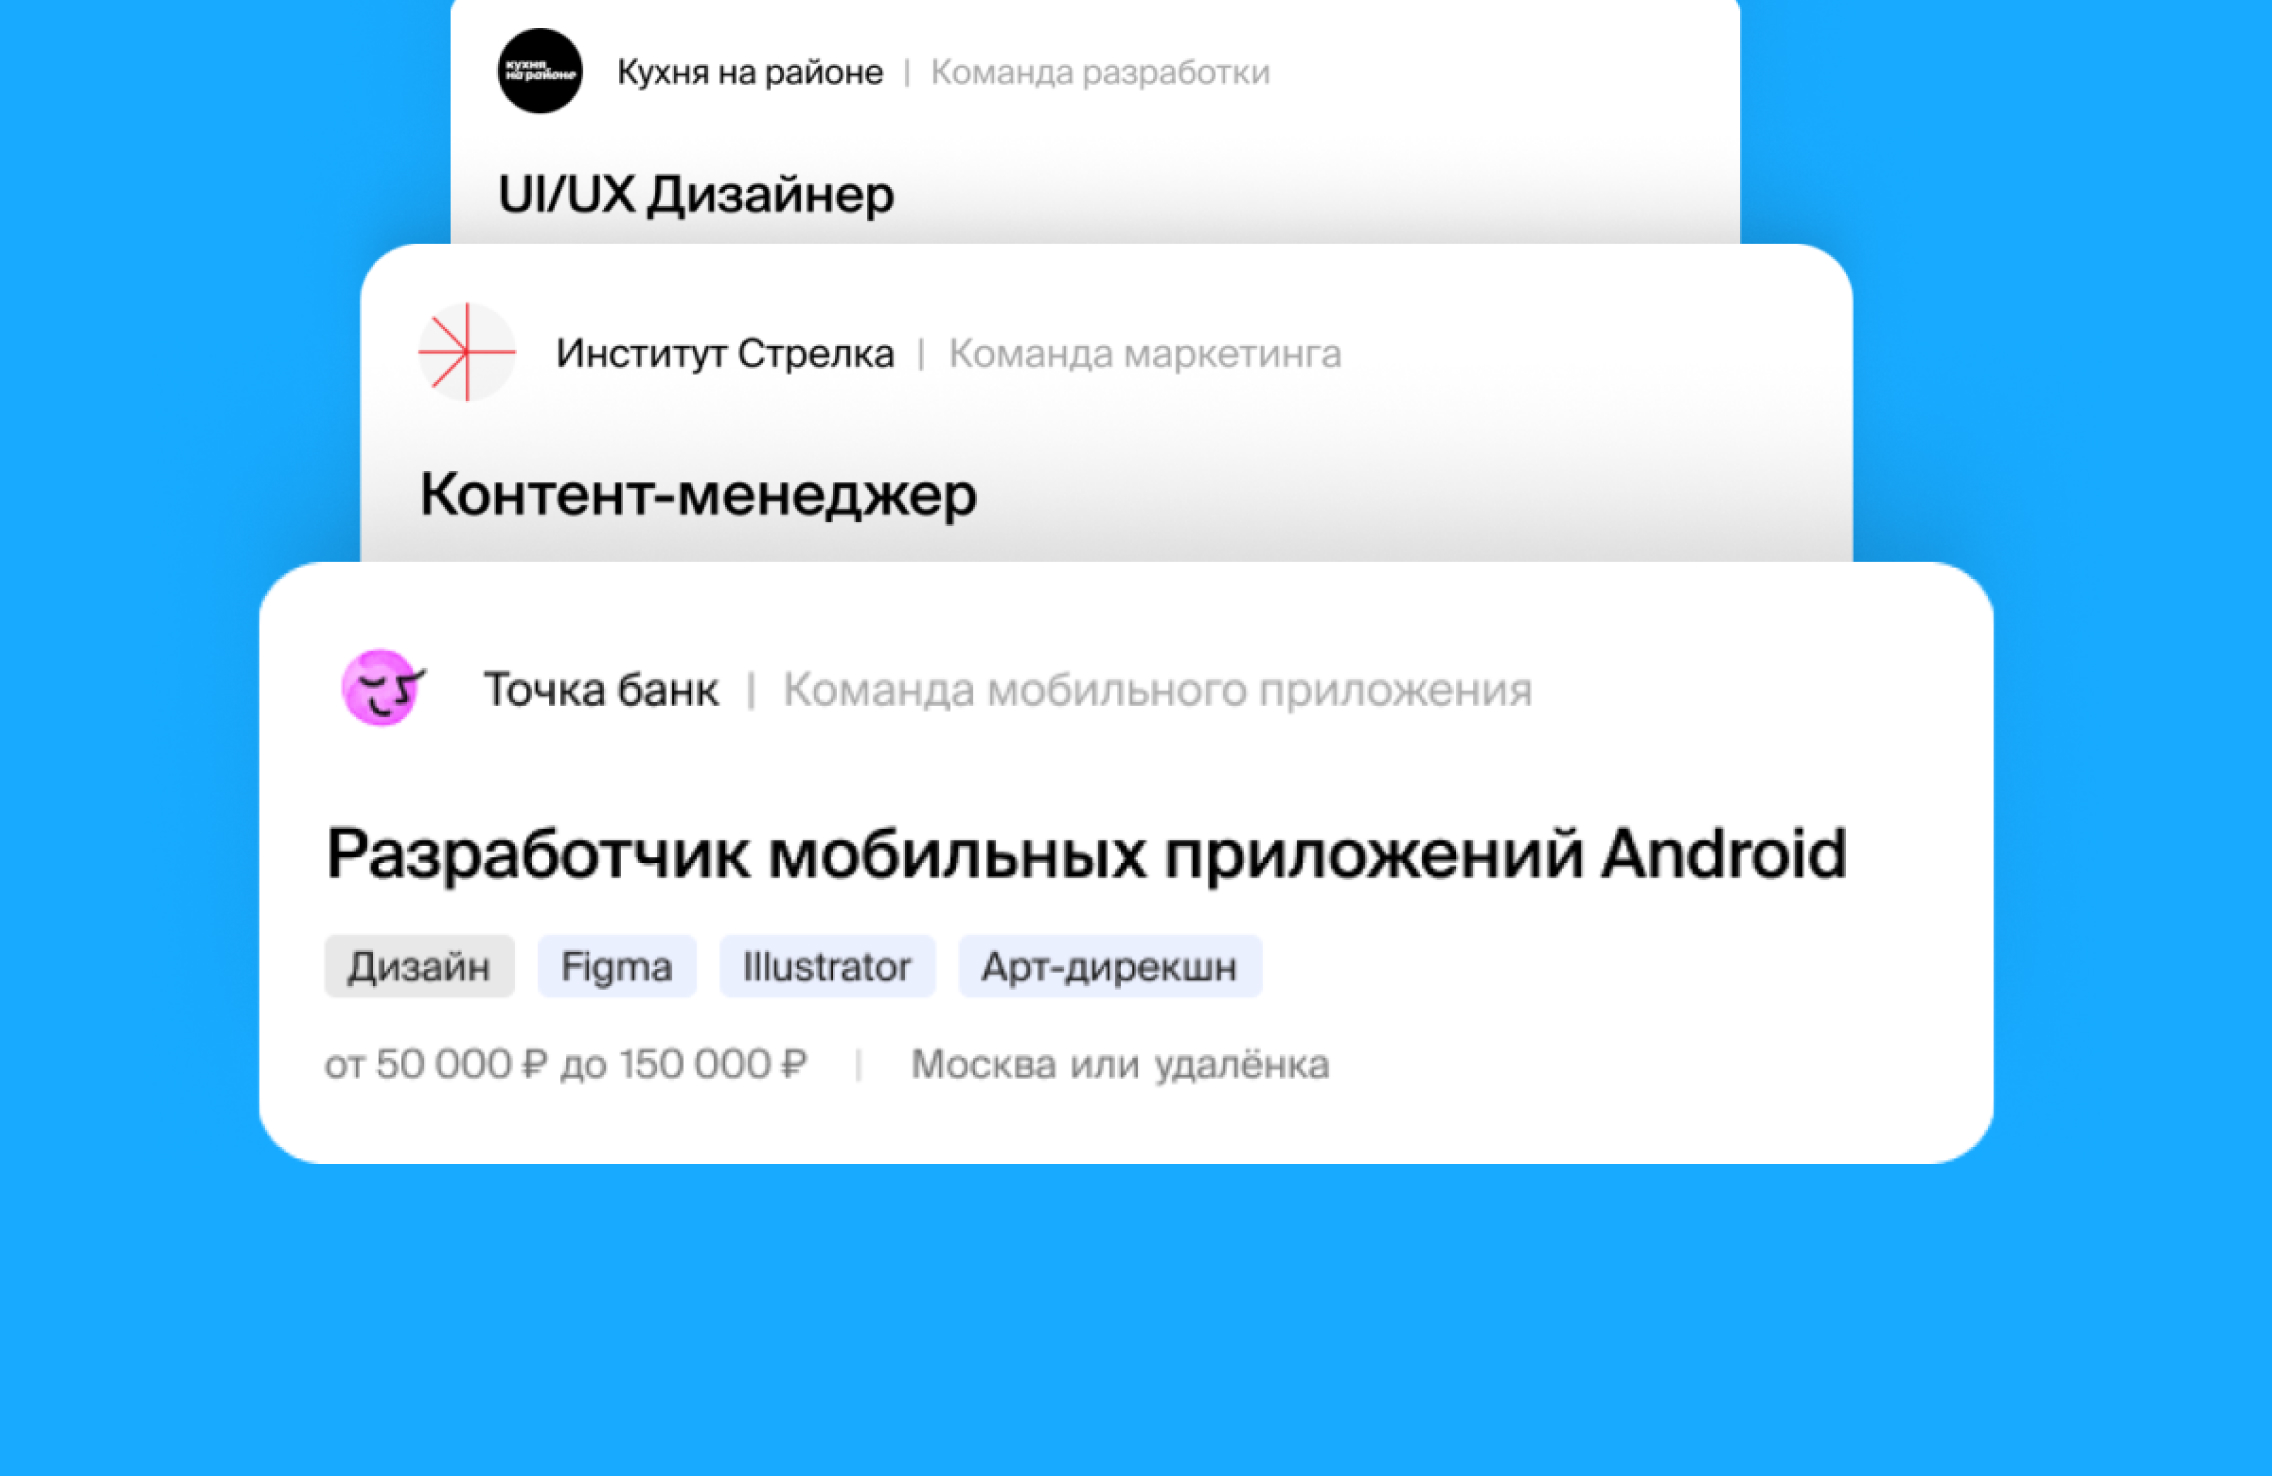 кухня
на районе
Кухня на районе | Команда разработки
UI/UX Дизайнер
Институт Стрелка | Команда маркетинга
Контент-менеджер
Точка банк | Команда мобильного приложения
Разработчик мобильных приложений Android
Дизайн Figma Illustrator Арт-дирекшн
от 50 000 ₽ до 150 000 ₽ | Москва или удалёнка